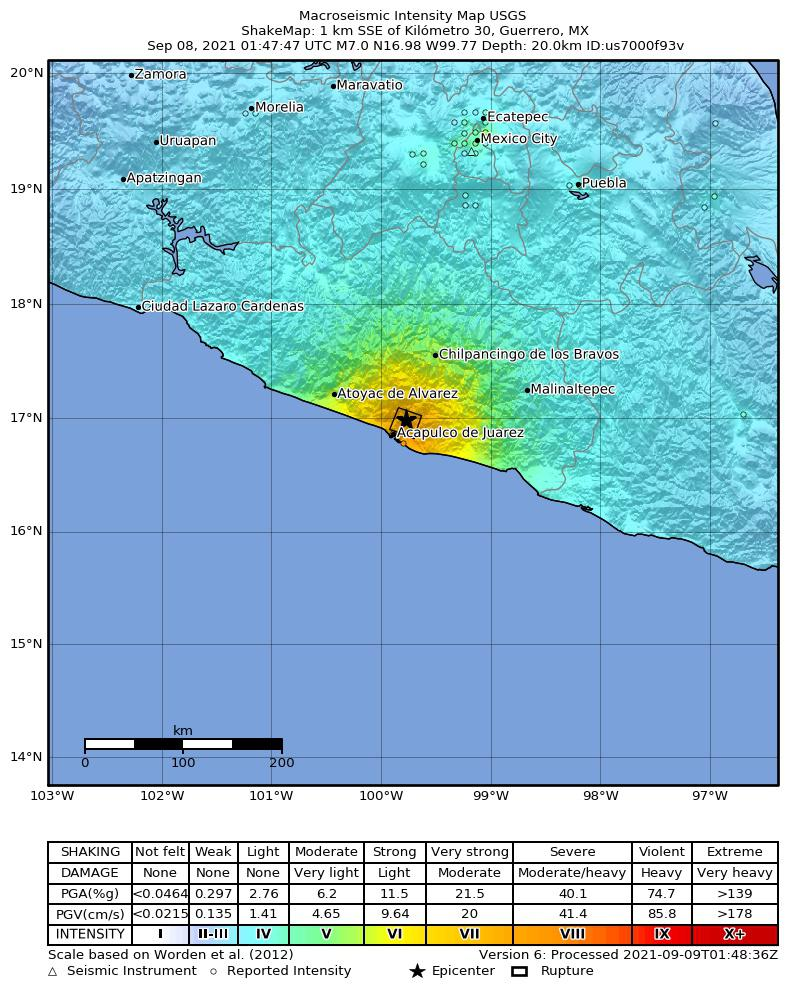 Macroseismic Intensity Map USGS
ShakeMap: 1 km SSE of Kilómetro 30, Guerrero, MX
Sep 08, 2021 01:47:47 UTC M7.0 N16.98 W99.77 Depth: 20.0km ID:us7000f93v
20°N
Zamora
Maravatio
Morelia
Ecatepec
Uruapan
Mexico City
Apatzingan
19°N
Puebla
18°N
Ciudad Lazaro Cardenas
Chilpancingo de los Bravos
Atoyac de Alvarez
Malinaltepec
17°N
Acapulco de Juarez
16°N
15°N
km
14°N
0 100 200
103°W 102°W 101°W 100°W 99°W 98°W 97°W
SHAKING Not felt Weak Light Moderate Strong Very strong Severe Violent Extreme
DAMAGE None None None Very light Light Moderate Moderate/heavy Heavy Very heavy
PGA(%g) <0.0464 0.297 2.76 6.2 11.5 21.5 40.1 74.7 >139
PGV(cm/s) <0.0215 0.135 1.41 4.65 9.64 20 41.4 85.8 >178
INTENSITY I II-III IV V VI VII VIII IX X+
Scale based on Worden et al. (2012) Version 6: Processed 2021-09-09T01:48:36Z
△ Seismic Instrument ○ Reported Intensity ★ Epicenter Rupture